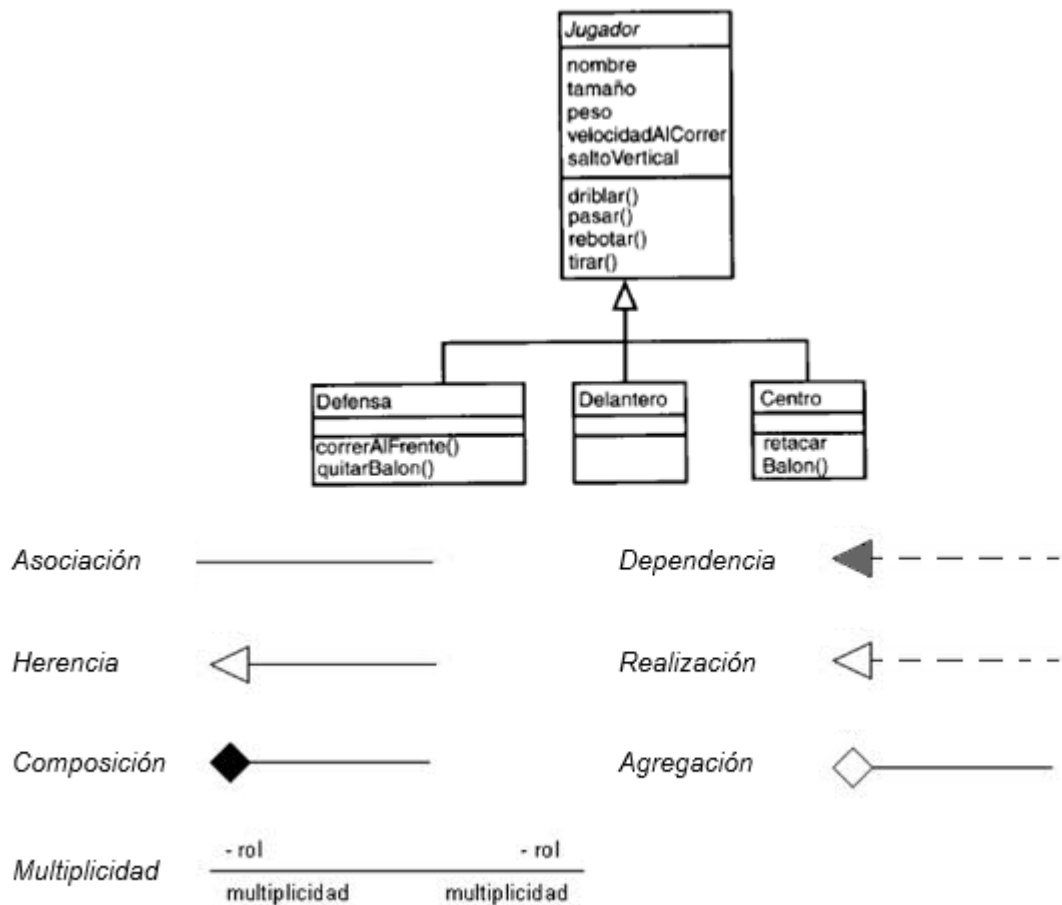 Jugador
nombre
tamaño
peso
velocidadAlCorrer
saltoVertical
driblar()
pasar()
rebotar()
tirar()
Defensa
correrAlFrente()
quitarBalon()
Delantero
Centro
retacar
Balon()
Asociación
Dependencia
Herencia
Realización
Composición
Agregación
Multiplicidad
- rol
- rol
multiplicidad
multiplicidad